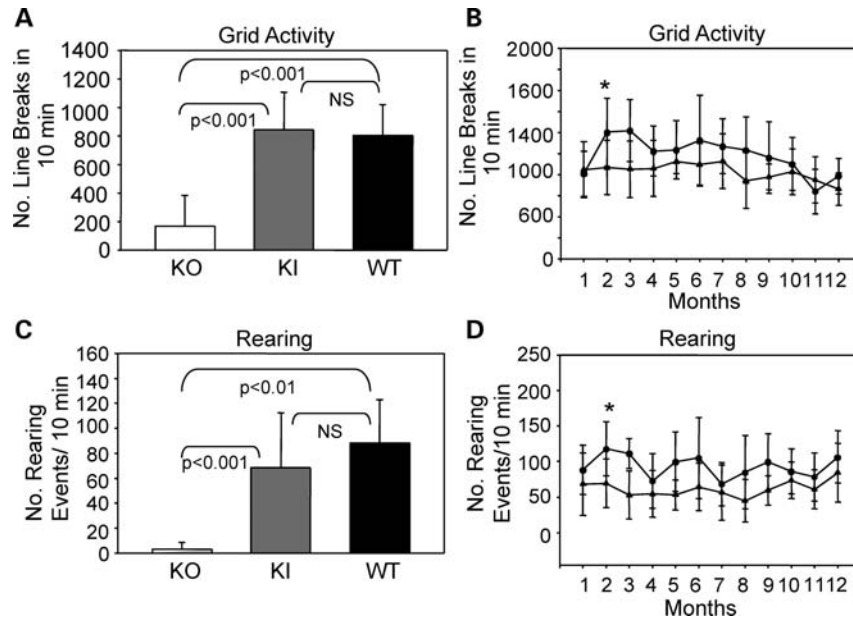 A
Grid Activity
No. Line Breaks in
10 min
1400
1200
1000
800
600
400
200
0
p<0.001
p<0.001
NS
KO KI WT
B
Grid Activity
No. Line Breaks in
10 min
2000
1600
1400
1000
1000
0
*
1 2 3 4 5 6 7 8 9 10 11 12
Months
C
Rearing
No. Rearing
Events/ 10 min
160
140
120
100
80
60
40
20
0
p<0.01
p<0.001
NS
KO KI WT
D
Rearing
No. Rearing
Events/10 min
250
200
150
100
50
0
*
1 2 3 4 5 6 7 8 9 10 11 12
Months